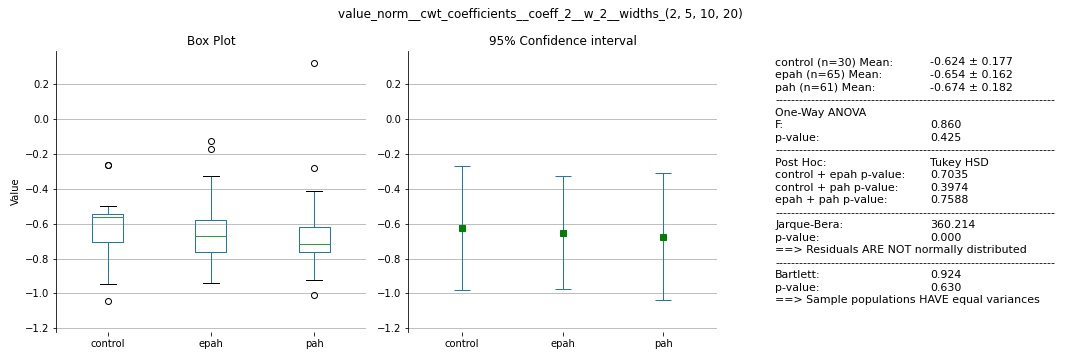 value_norm__cwt_coefficients__coeff_2__w_2__widths_(2, 5, 10, 20)
Box Plot
Value
0.2
0.0
−0.2
−0.4
−0.6
−0.8
−1.0
−1.2
control epah pah
95% Confidence interval
0.2
0.0
−0.2
−0.4
−0.6
−0.8
−1.0
−1.2
control epah pah
control (n=30) Mean: -0.624 ± 0.177
epah (n=65) Mean: -0.654 ± 0.162
pah (n=61) Mean: -0.674 ± 0.182
One-Way ANOVA
F: 0.860
p-value: 0.425
Post Hoc: Tukey HSD
control + epah p-value: 0.7035
control + pah p-value: 0.3974
epah + pah p-value: 0.7588
Jarque-Bera: 360.214
p-value: 0.000
==> Residuals ARE NOT normally distributed
Bartlett: 0.924
p-value: 0.630
==> Sample populations HAVE equal variances